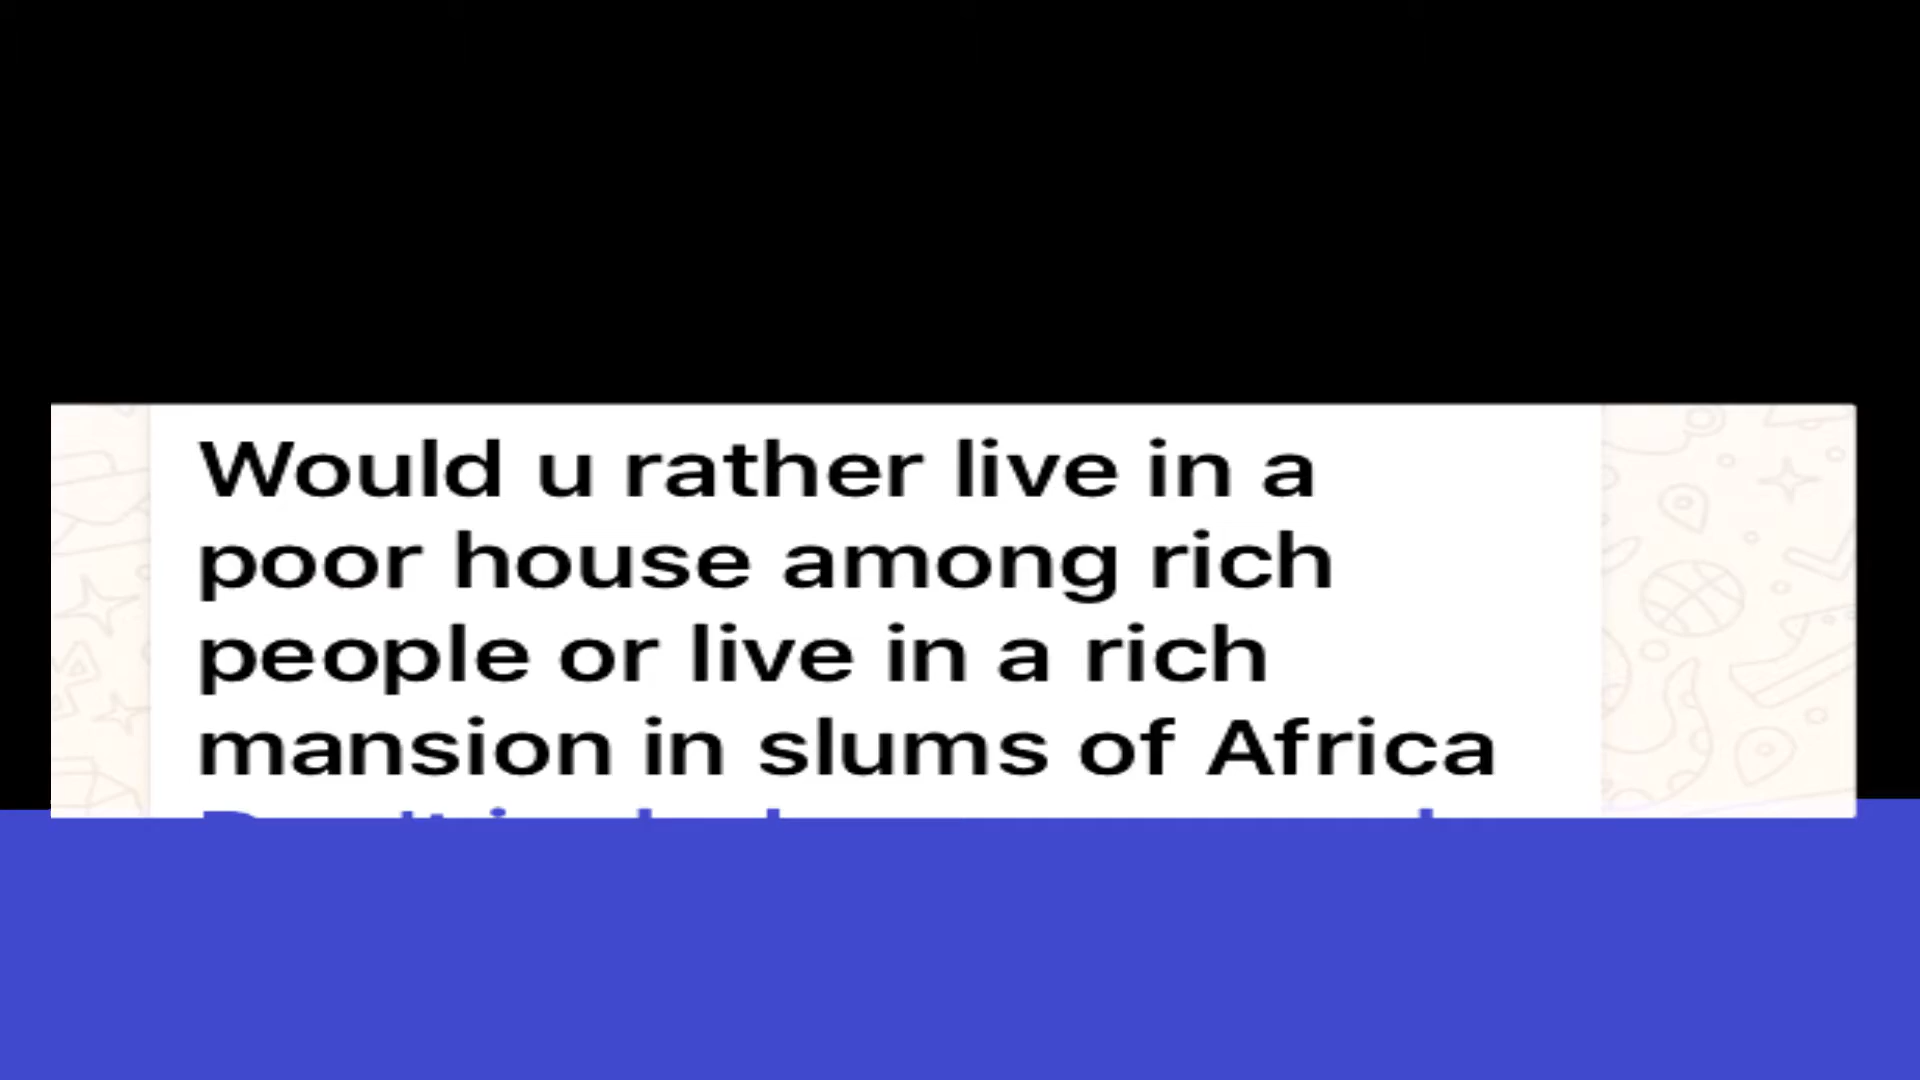 Would u rather live in a
poor house among rich
people or live in a rich
mansion in slums of Africa